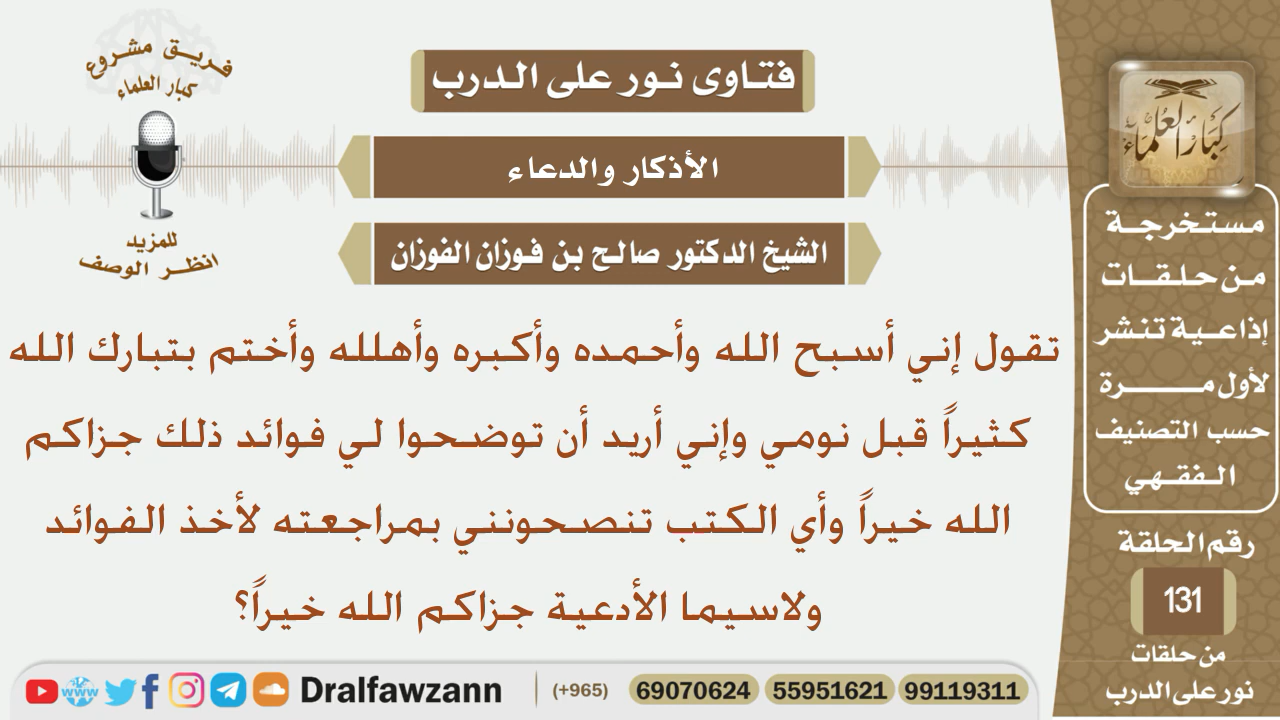 فريق مشروع
كبار العلماء
للمزيد
انظر الوصف
فتاوى نور على الدرب
الأذكار والدعاء
الشيخ الدكتور صالح بن فوزان الفوزان
تقول إني أسبح الله وأحمده وأكبره وأهلله وأختم بتبارك الله
كثيراً قبل نومي وإني أريد أن توضحوا لي فوائد ذلك جزاكم
الله خيراً وأي الكتب تنصحونني بمراجعته لأخذ الفوائد
ولاسيما الأدعية جزاكم الله خيراً؟
كبار العلماء
مستخرجة
من حلقات
إذاعية تنشر
لأول مرة
حسب التصنيف
الفقهي
رقم الحلقة
131
من حلقات
نور على الدرب
www Dralfawzann (+965) 69070624 55951621 99119311